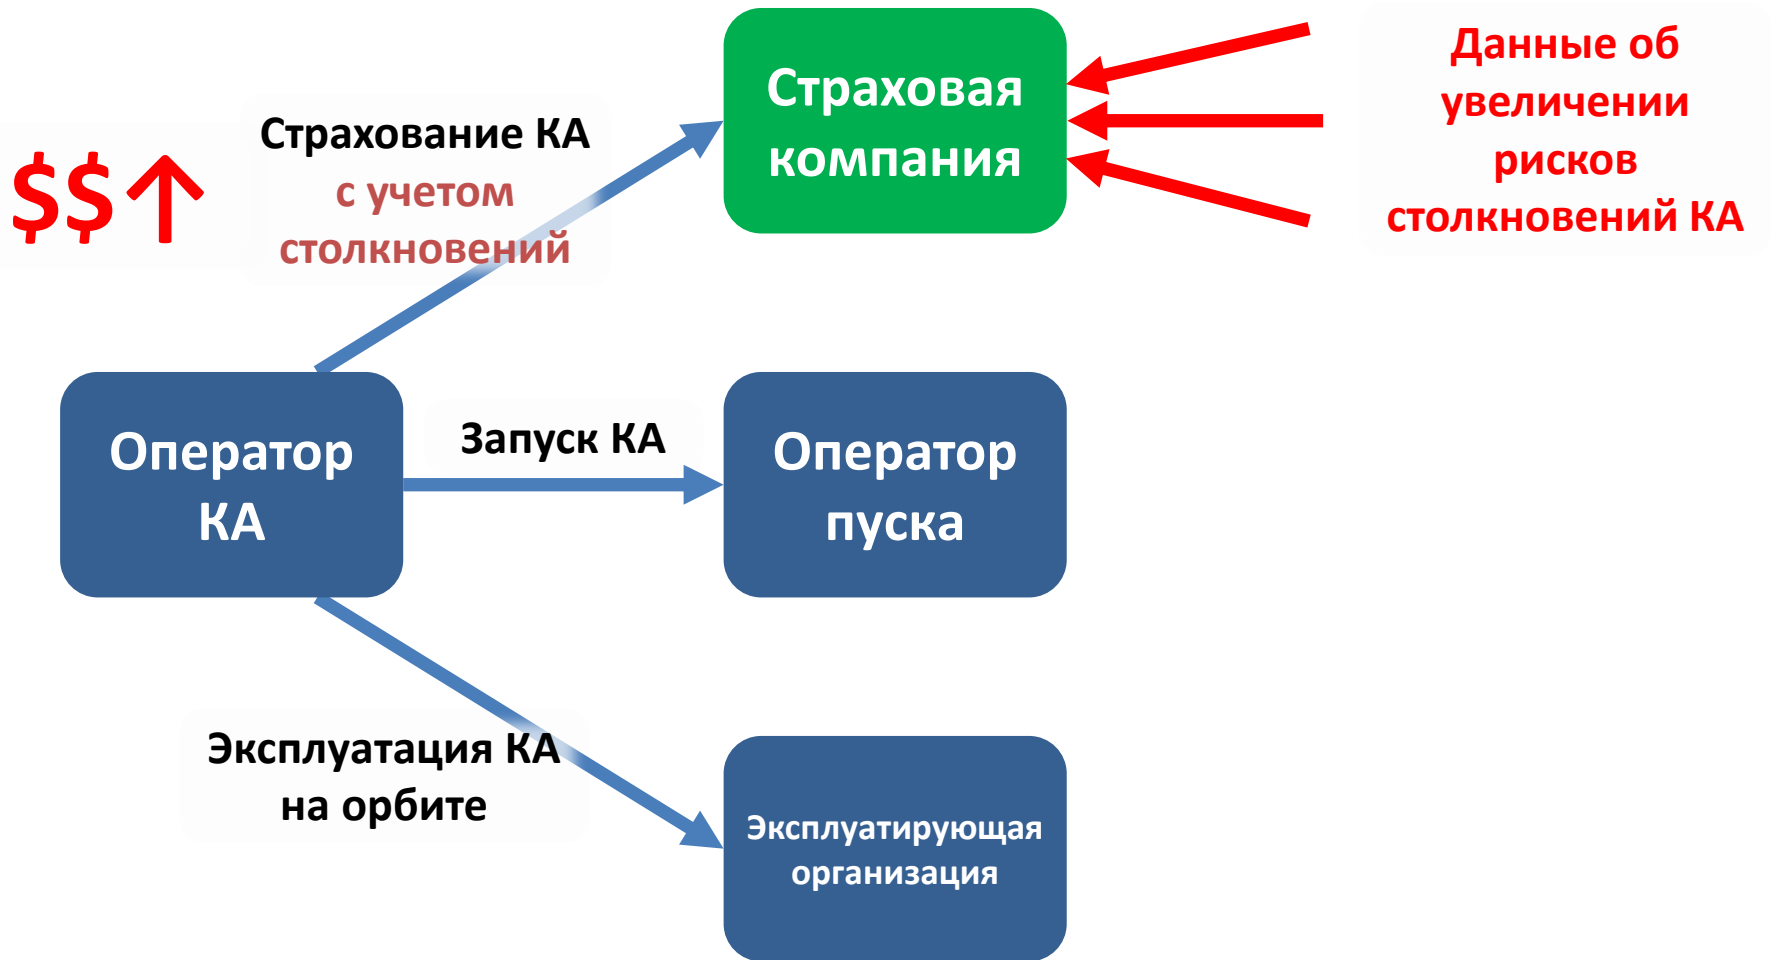 Страховая
компания
Данные об
увеличении
рисков
столкновений КА
$$↑
Страхование КА
с учетом
столкновений
Оператор
КА
Запуск КА
Оператор
пуска
Эксплуатация КА
на орбите
Эксплуатирующая
организация